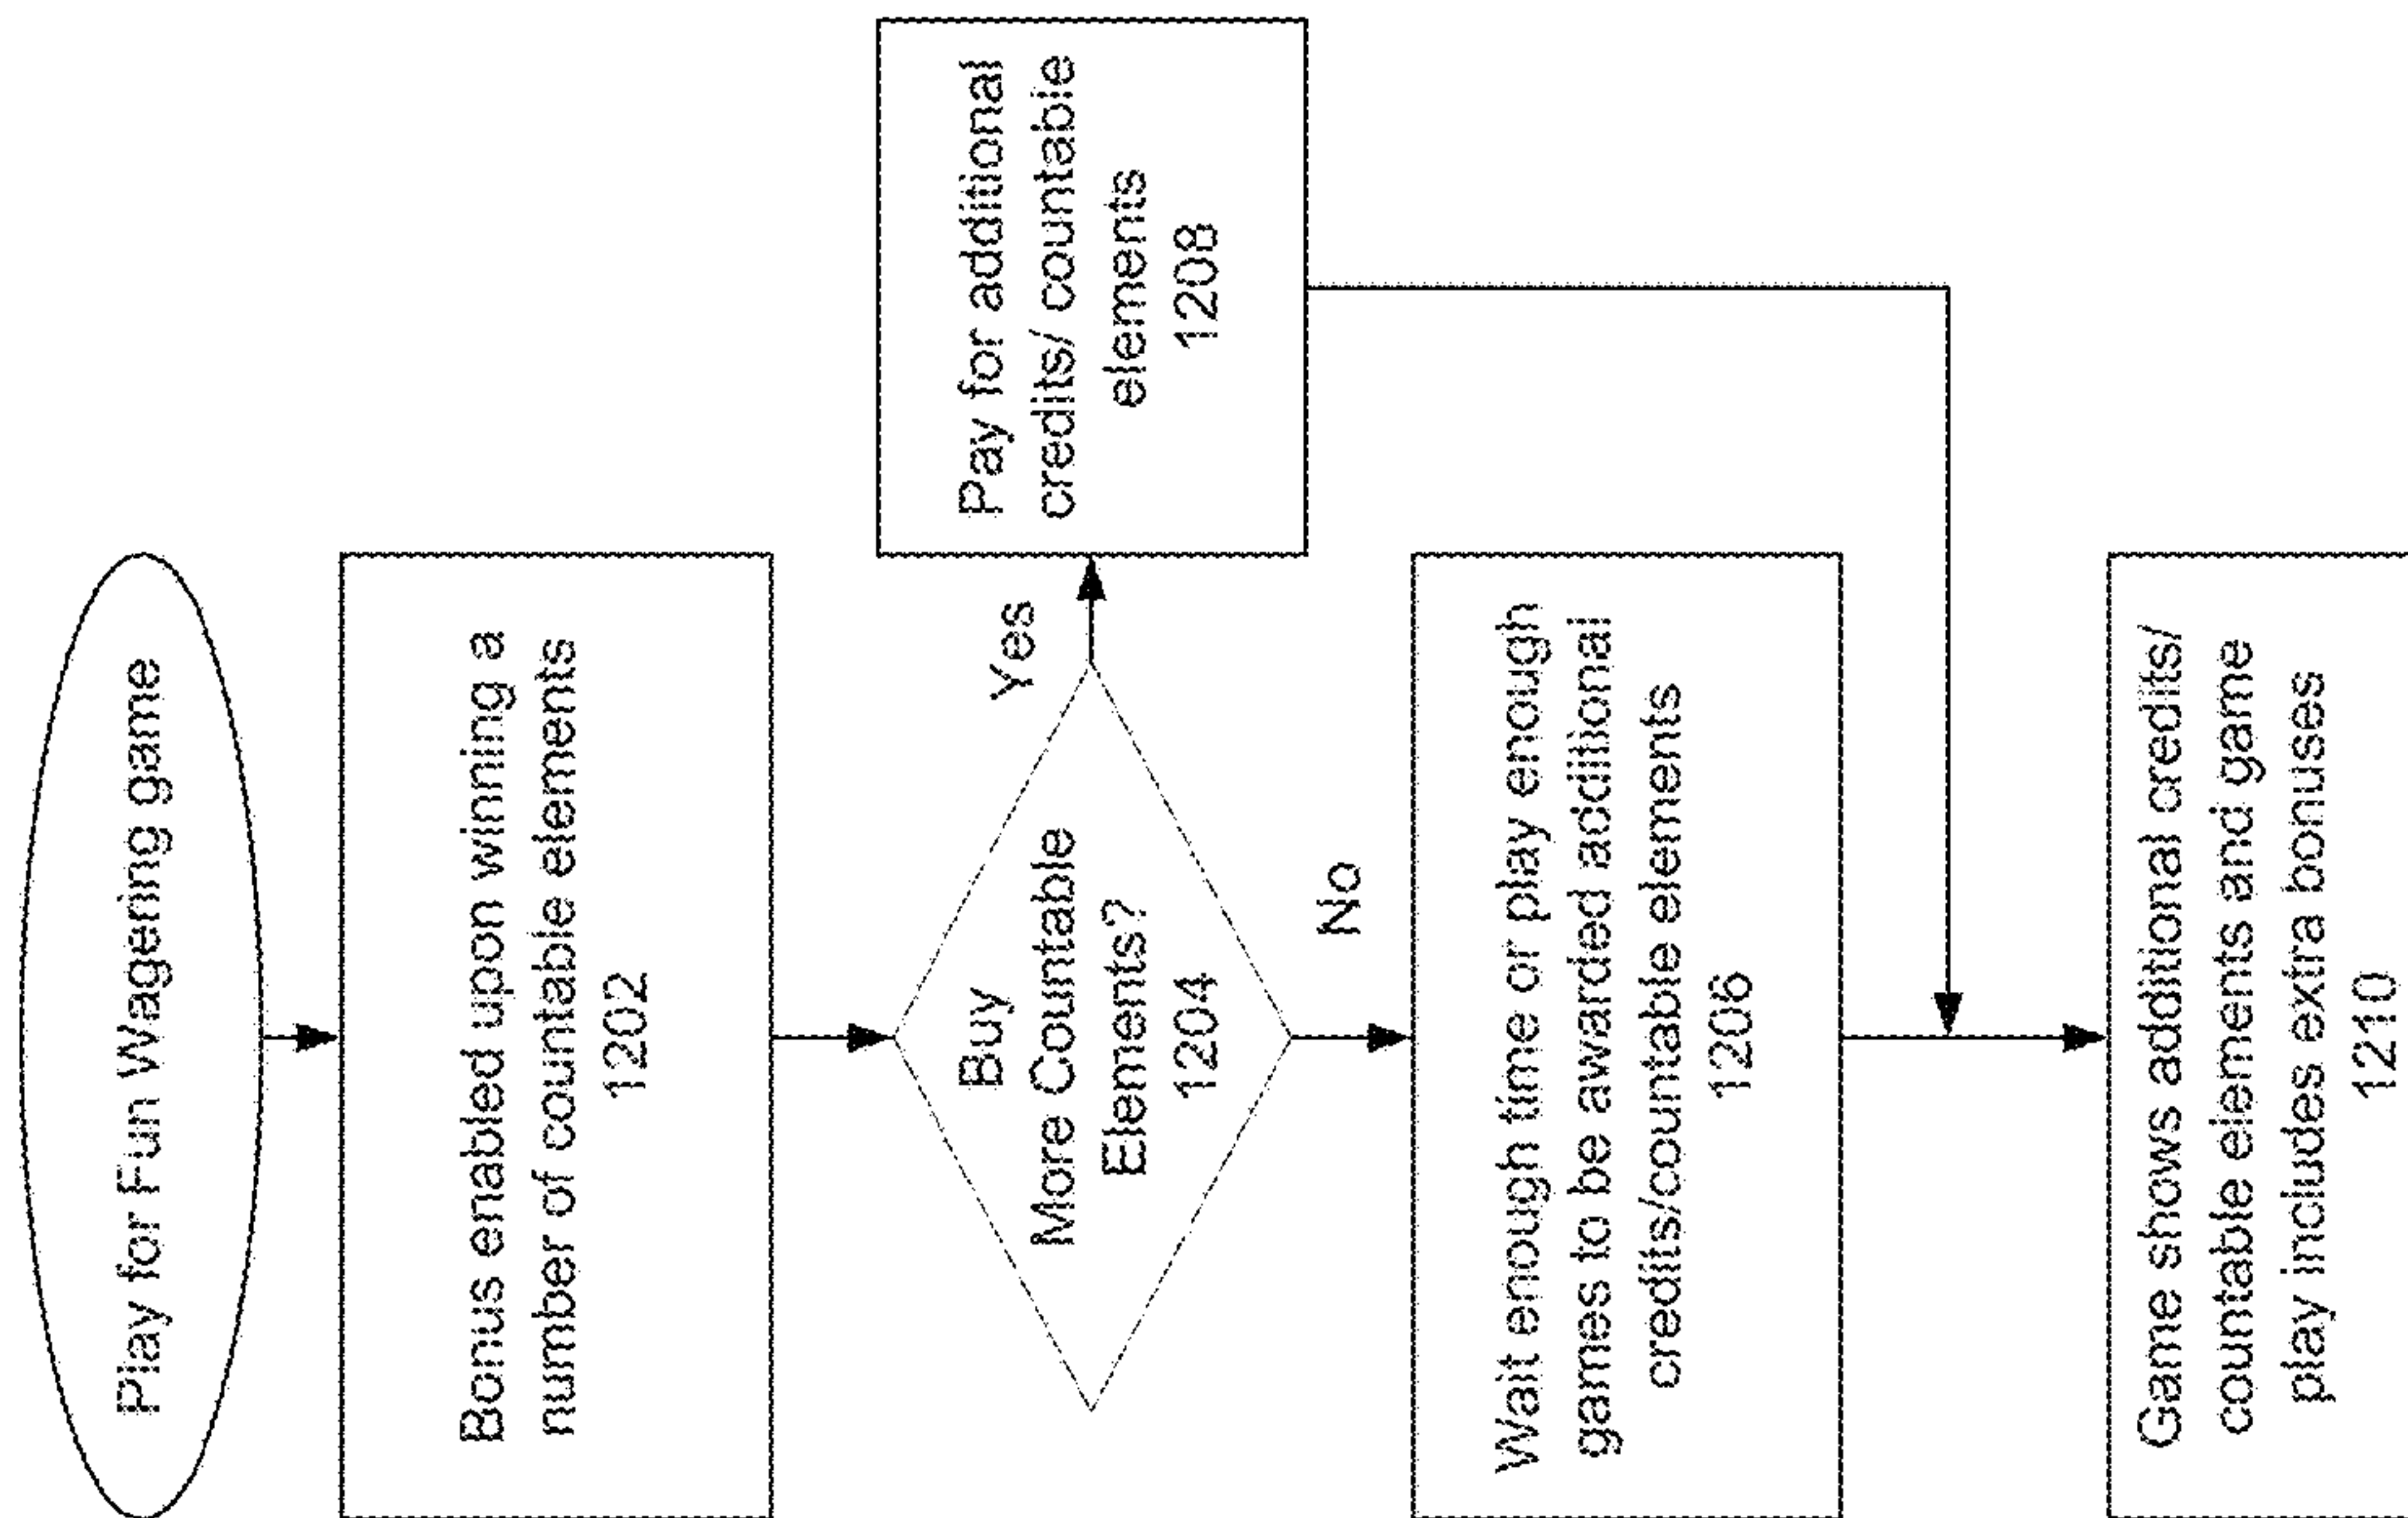 Play for Fun Wagering game
Bonus enabled upon winning a
number of countable elements
1202
Buy
More Countable
Elements?
1204
Yes
Pay for additional
credits/ countable
elements
1208
No
Wait enough time or play enough
games to be awarded additional
credits/countable elements
1206
Game shows additional credits/
countable elements and game
play includes extra bonuses
1210